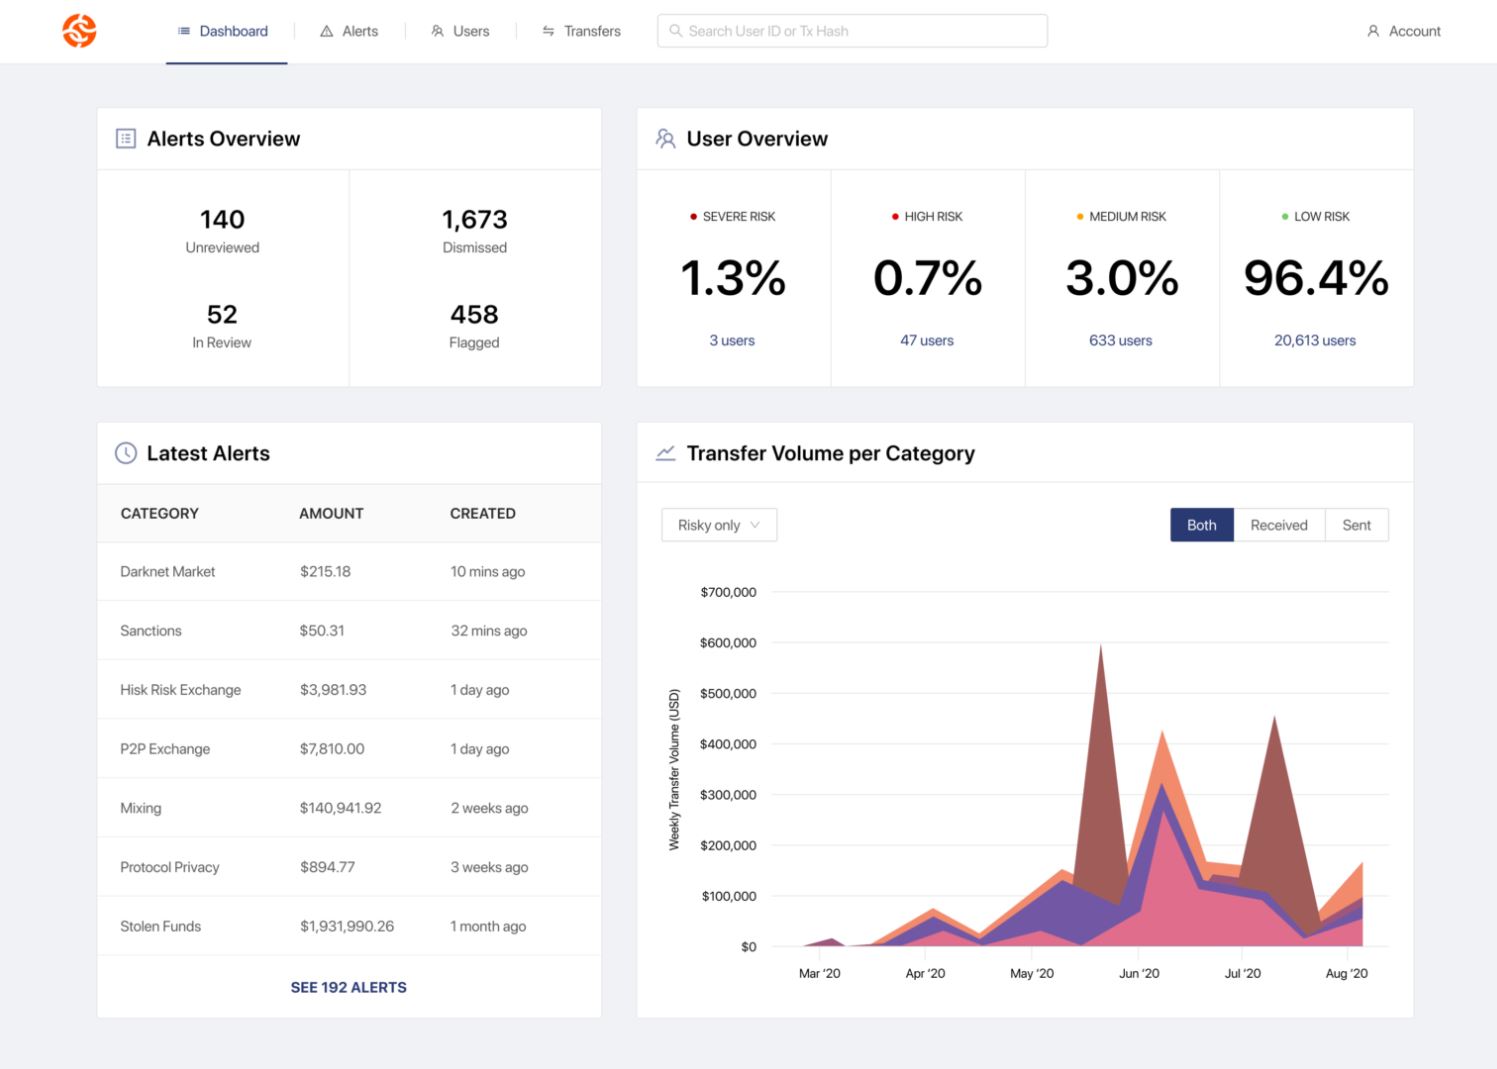 Dashboard
Alerts
Users
Transfers
Search User ID or Tx Hash
Account
Alerts Overview
140
Unreviewed
1,673
Dismissed
52
In Review
458
Flagged
User Overview
SEVERE RISK
1.3%
3 users
HIGH RISK
0.7%
47 users
MEDIUM RISK
3.0%
633 users
LOW RISK
96.4%
20,613 users
Latest Alerts
CATEGORY AMOUNT CREATED
Darknet Market $215.18 10 mins ago
Sanctions $50.31 32 mins ago
Hisk Risk Exchange $3,981.93 1 day ago
P2P Exchange $7,810.00 1 day ago
Mixing $140,941.92 2 weeks ago
Protocol Privacy $894.77 3 weeks ago
Stolen Funds $1,931,990.26 1 month ago
SEE 192 ALERTS
Transfer Volume per Category
Risky only
Both
Received
Sent
Weekly Transfer Volume (USD)
$700,000
$600,000
$500,000
$400,000
$300,000
$200,000
$100,000
$0
Mar ‘20
Apr ‘20
May ‘20
Jun ‘20
Jul ‘20
Aug ‘20